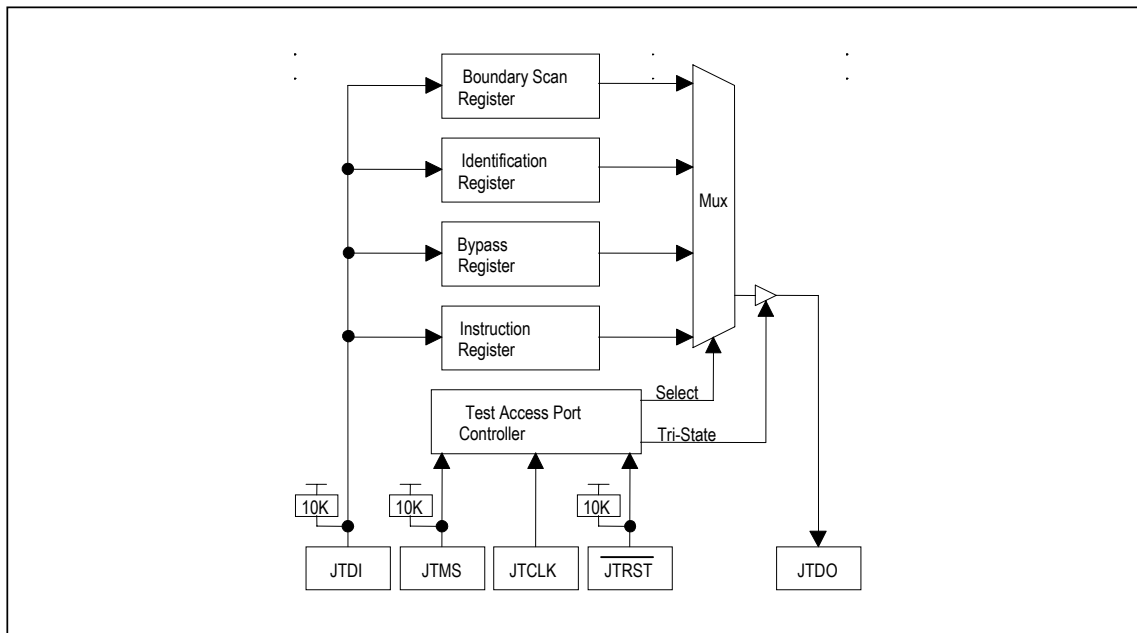 Boundary Scan
Register
Identification
Register
Mux
Bypass
Register
Instruction
Register
Select
Test Access Port
Controller
Tri-State
10K
10K
10K
JTDI
JTMS
JTCLK
JTRST
JTDO